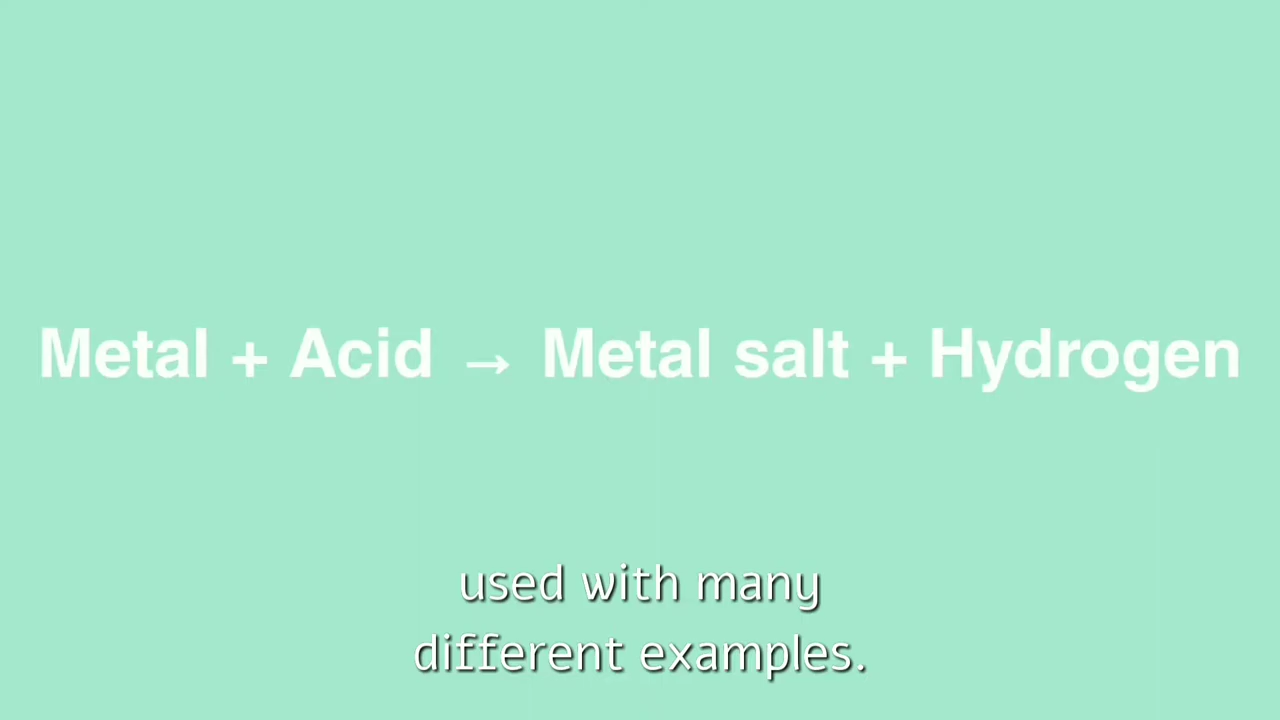 Metal + Acid → Metal salt + Hydrogen
used with many
different examples.